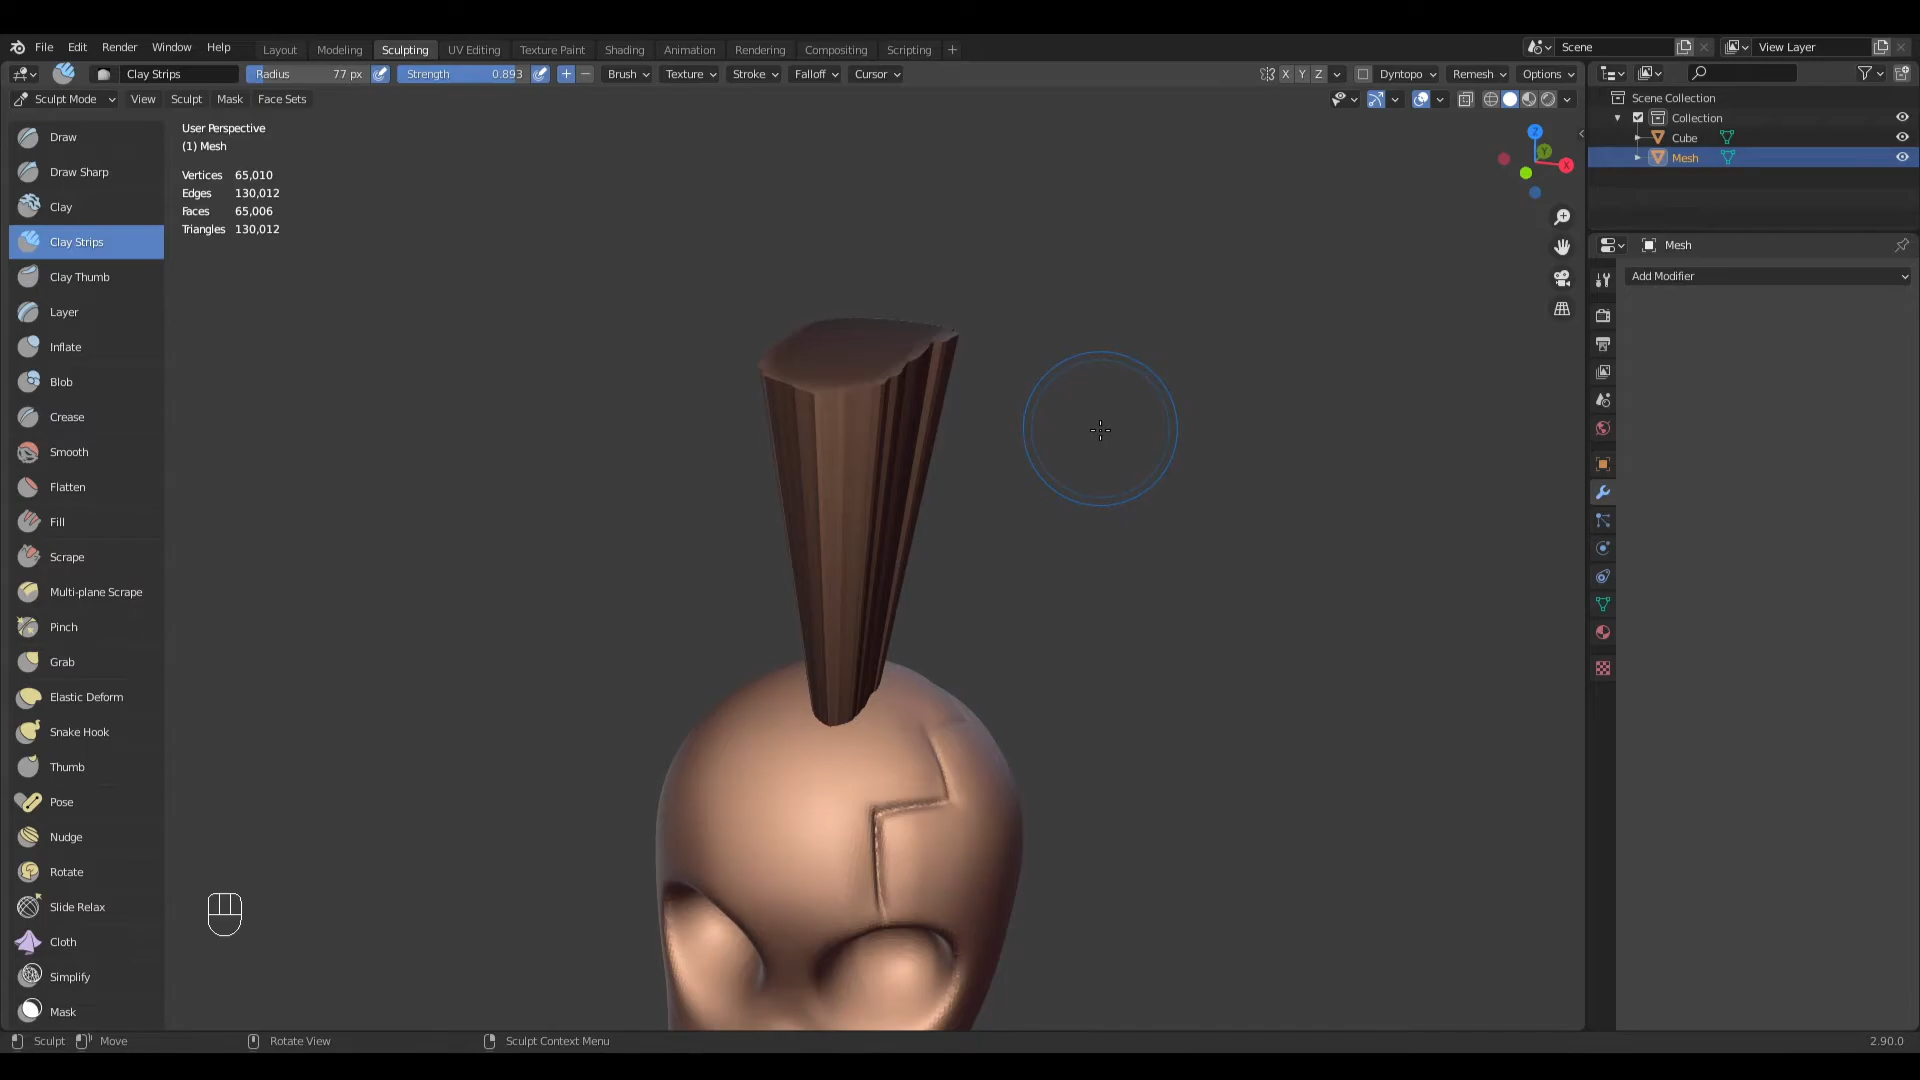 File Edit Render Window Help
Layout Modeling Sculpting UV Editing Texture Paint Shading Animation Rendering Compositing Scripting +
Scene
View Layer
Clay Strips
Radius 77 px
Strength 0.893
Brush Texture Stroke Falloff Cursor
X Y Z
Dyntopo Remesh Options
Sculpt Mode View Sculpt Mask Face Sets
Draw
Draw Sharp
Clay
Clay Strips
Clay Thumb
Layer
Inflate
Blob
Crease
Smooth
Flatten
Fill
Scrape
Multi-plane Scrape
Pinch
Grab
Elastic Deform
Snake Hook
Thumb
Pose
Nudge
Rotate
Slide Relax
Cloth
Simplify
Mask
User Perspective
(1) Mesh
Vertices 65,010
Edges 130,012
Faces 65,006
Triangles 130,012
Z
Y
X
Scene Collection
Collection
Cube
Mesh
Mesh
Add Modifier
Sculpt
Move
Rotate View
Sculpt Context Menu
2.90.0